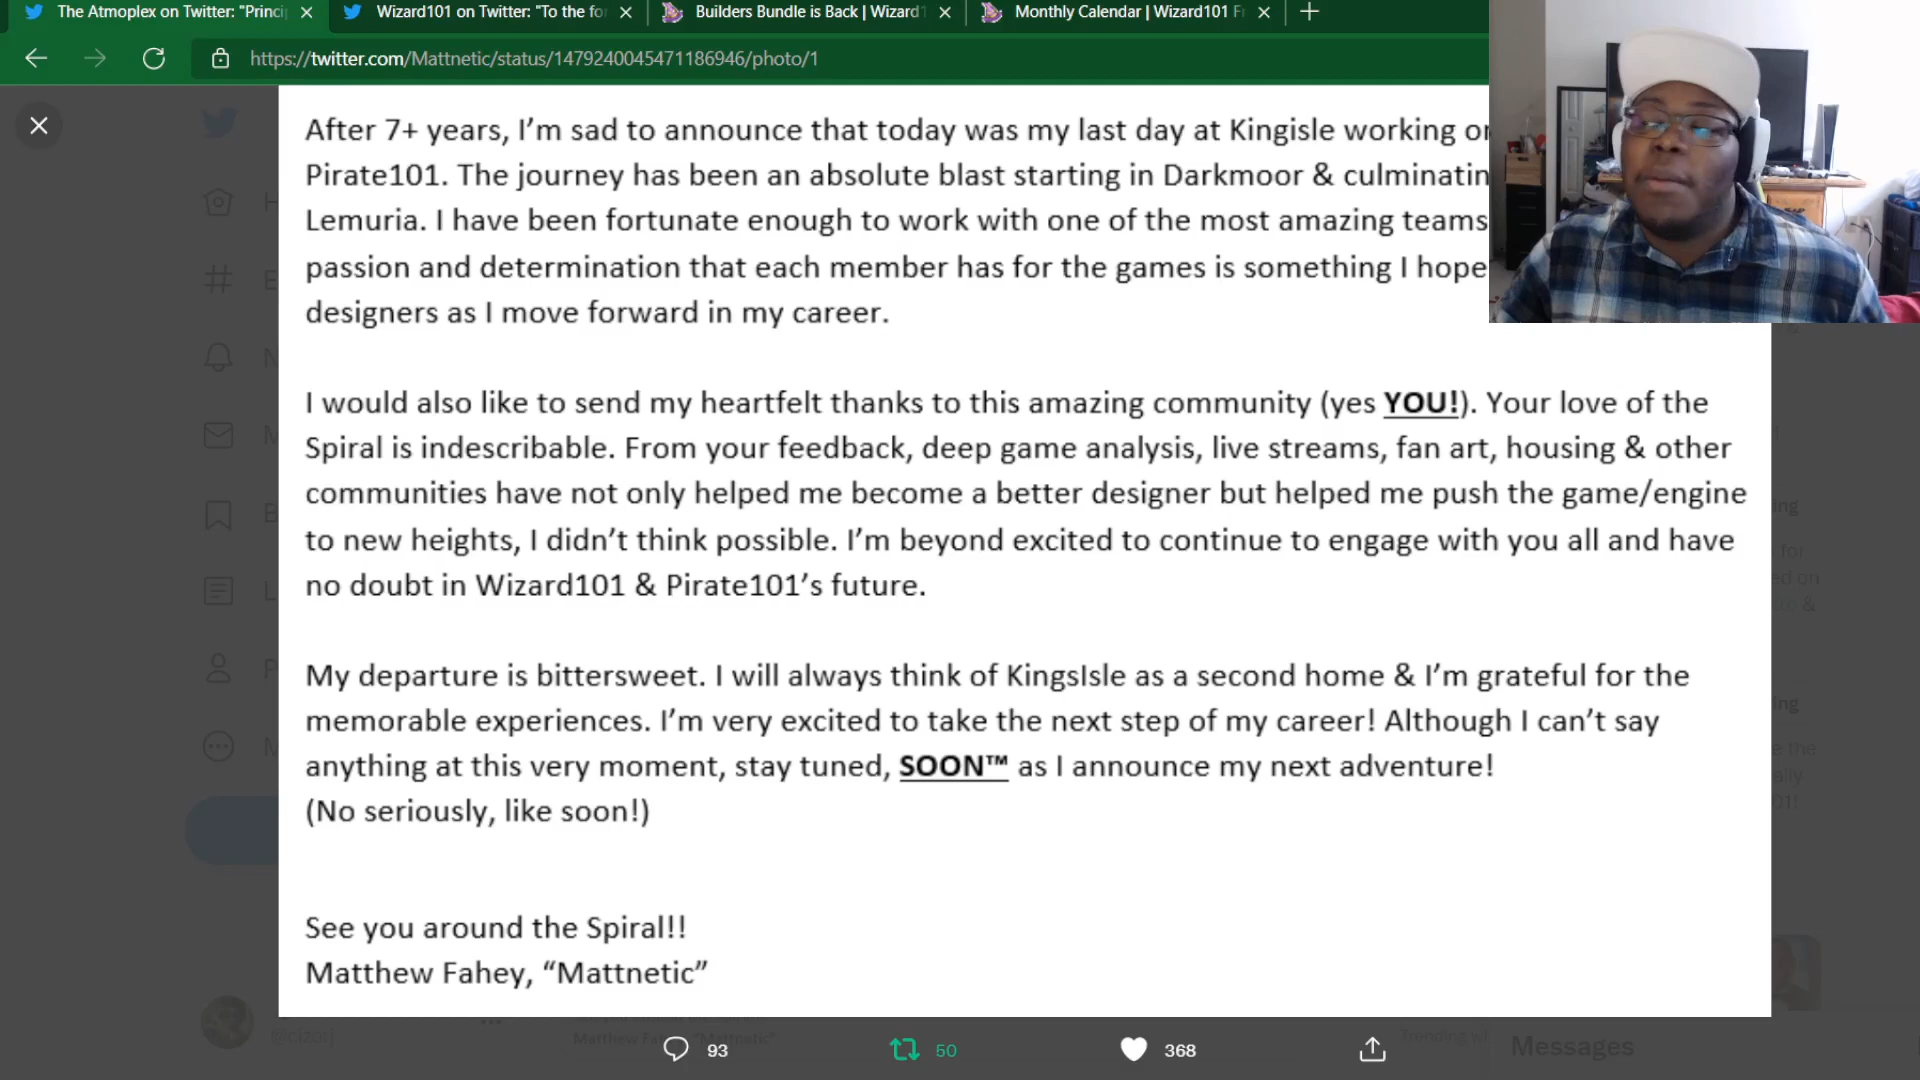 The Atmoplex on Twitter: "Princi
Wizard101 on Twitter: "To the fo
Builders Bundle is Back | Wizard1
Monthly Calendar | Wizard101 F
https://twitter.com/Mattnetic/status/1479240045471186946/photo/1
After 7+ years, I'm sad to announce that today was my last day at Kingisle working
Pirate101. The journey has been an absolute blast starting in Darkmoor & culminatin
Lemuria. I have been fortunate enough to work with one of the most amazing teams
passion and determination that each member has for the games is something I hope
designers as I move forward in my career.
I would also like to send my heartfelt thanks to this amazing community (yes YOU!). Your love of the
Spiral is indescribable. From your feedback, deep game analysis, live streams, fan art, housing & other
communities have not only helped me become a better designer but helped me push the game/engine
to new heights, I didn't think possible. I'm beyond excited to continue to engage with you all and have
no doubt in Wizard101 & Pirate101's future.
My departure is bittersweet. I will always think of KingsIsle as a second home & I'm grateful for the
memorable experiences. I'm very excited to take the next step of my career! Although I can't say
anything at this very moment, stay tuned, SOON™ as I announce my next adventure!
(No seriously, like soon!)
See you around the Spiral!!
Matthew Fahey, "Mattnetic"
93
50
368
Messages